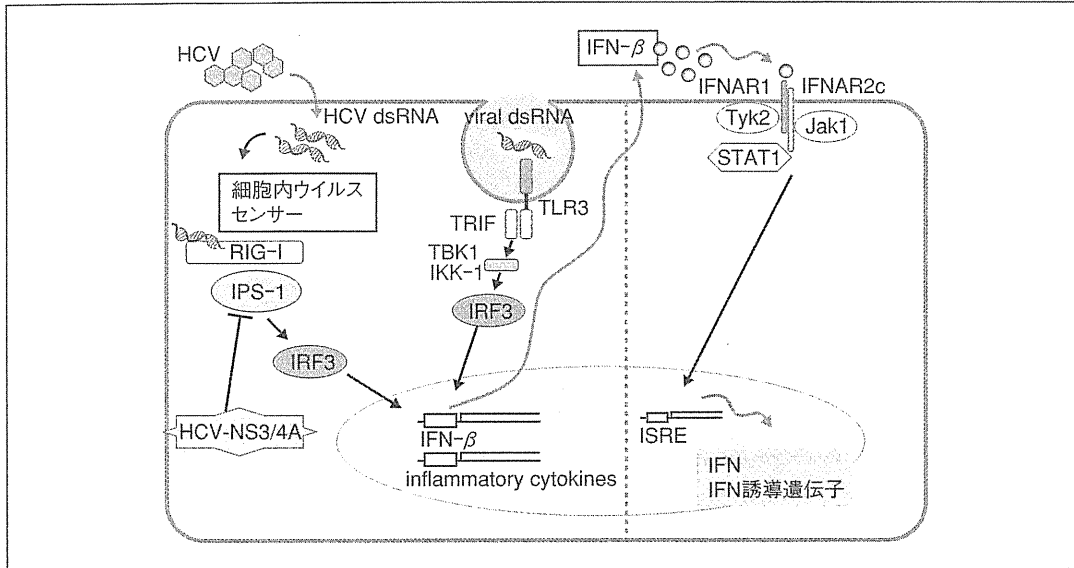 HCV
HCV dsRNA
細胞内ウイルス
センサー
RIG-I
IPS-1
IRF3
HCV-NS3/4A
viral dsRNA
TLR3
TRIF
TBK1
IKK-1
IRF3
IFN-β
inflammatory cytokines
IFN-β
IFNAR1
IFNAR2c
Tyk2
Jak1
STAT1
ISRE
IFN
IFN誘導遺伝子